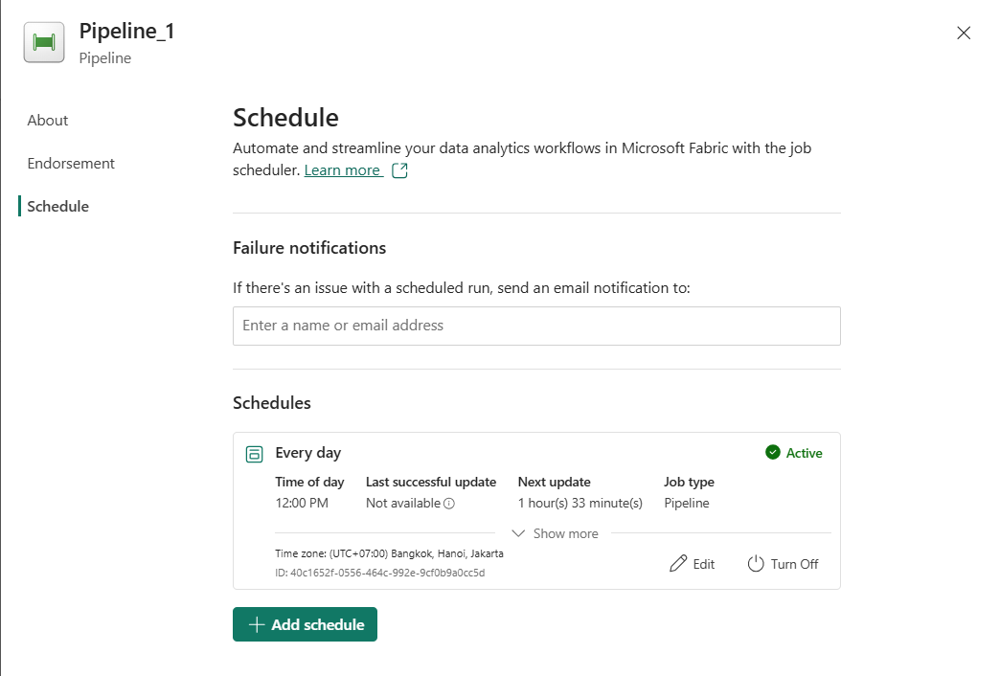 Pipeline_1
Pipeline
About
Endorsement
Schedule
Schedule
Automate and streamline your data analytics workflows in Microsoft Fabric with the job
scheduler. Learn more
Failure notifications
If there's an issue with a scheduled run, send an email notification to:
Enter a name or email address
Schedules
Every day
Active
Time of day Last successful update Next update Job type
12:00 PM Not available 1 hour(s) 33 minute(s) Pipeline
Show more
Time zone: (UTC+07:00) Bangkok, Hanoi, Jakarta
ID: 40c1652f-0556-464c-992e-9cf0b9a0cc5d
Edit Turn Off
Add schedule